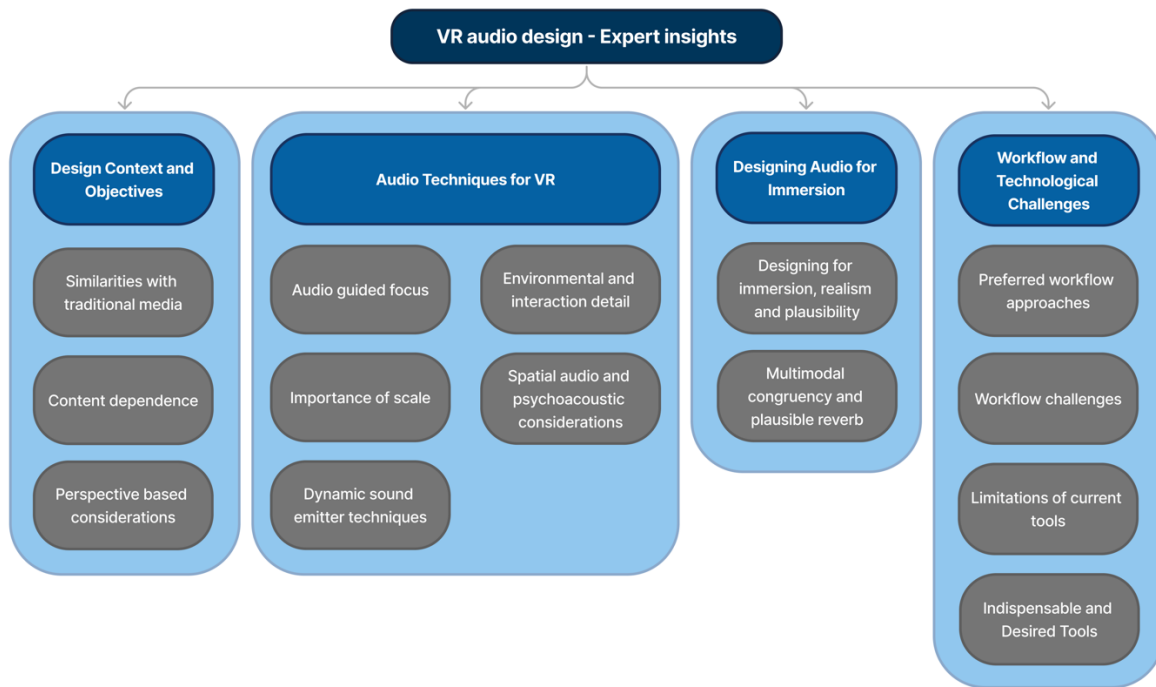 VR audio design - Expert insights
Design Context and
Objectives
Similarities with
traditional media
Content dependence
Perspective based
considerations
Audio Techniques for VR
Audio guided focus
Environmental and
interaction detail
Importance of scale
Spatial audio and
psychoacoustic
considerations
Dynamic sound
emitter techniques
Designing Audio for
Immersion
Designing for
immersion, realism
and plausibility
Multimodal
congruency and
plausible reverb
Workflow and
Technological
Challenges
Preferred workflow
approaches
Workflow challenges
Limitations of current
tools
Indispensable and
Desired Tools